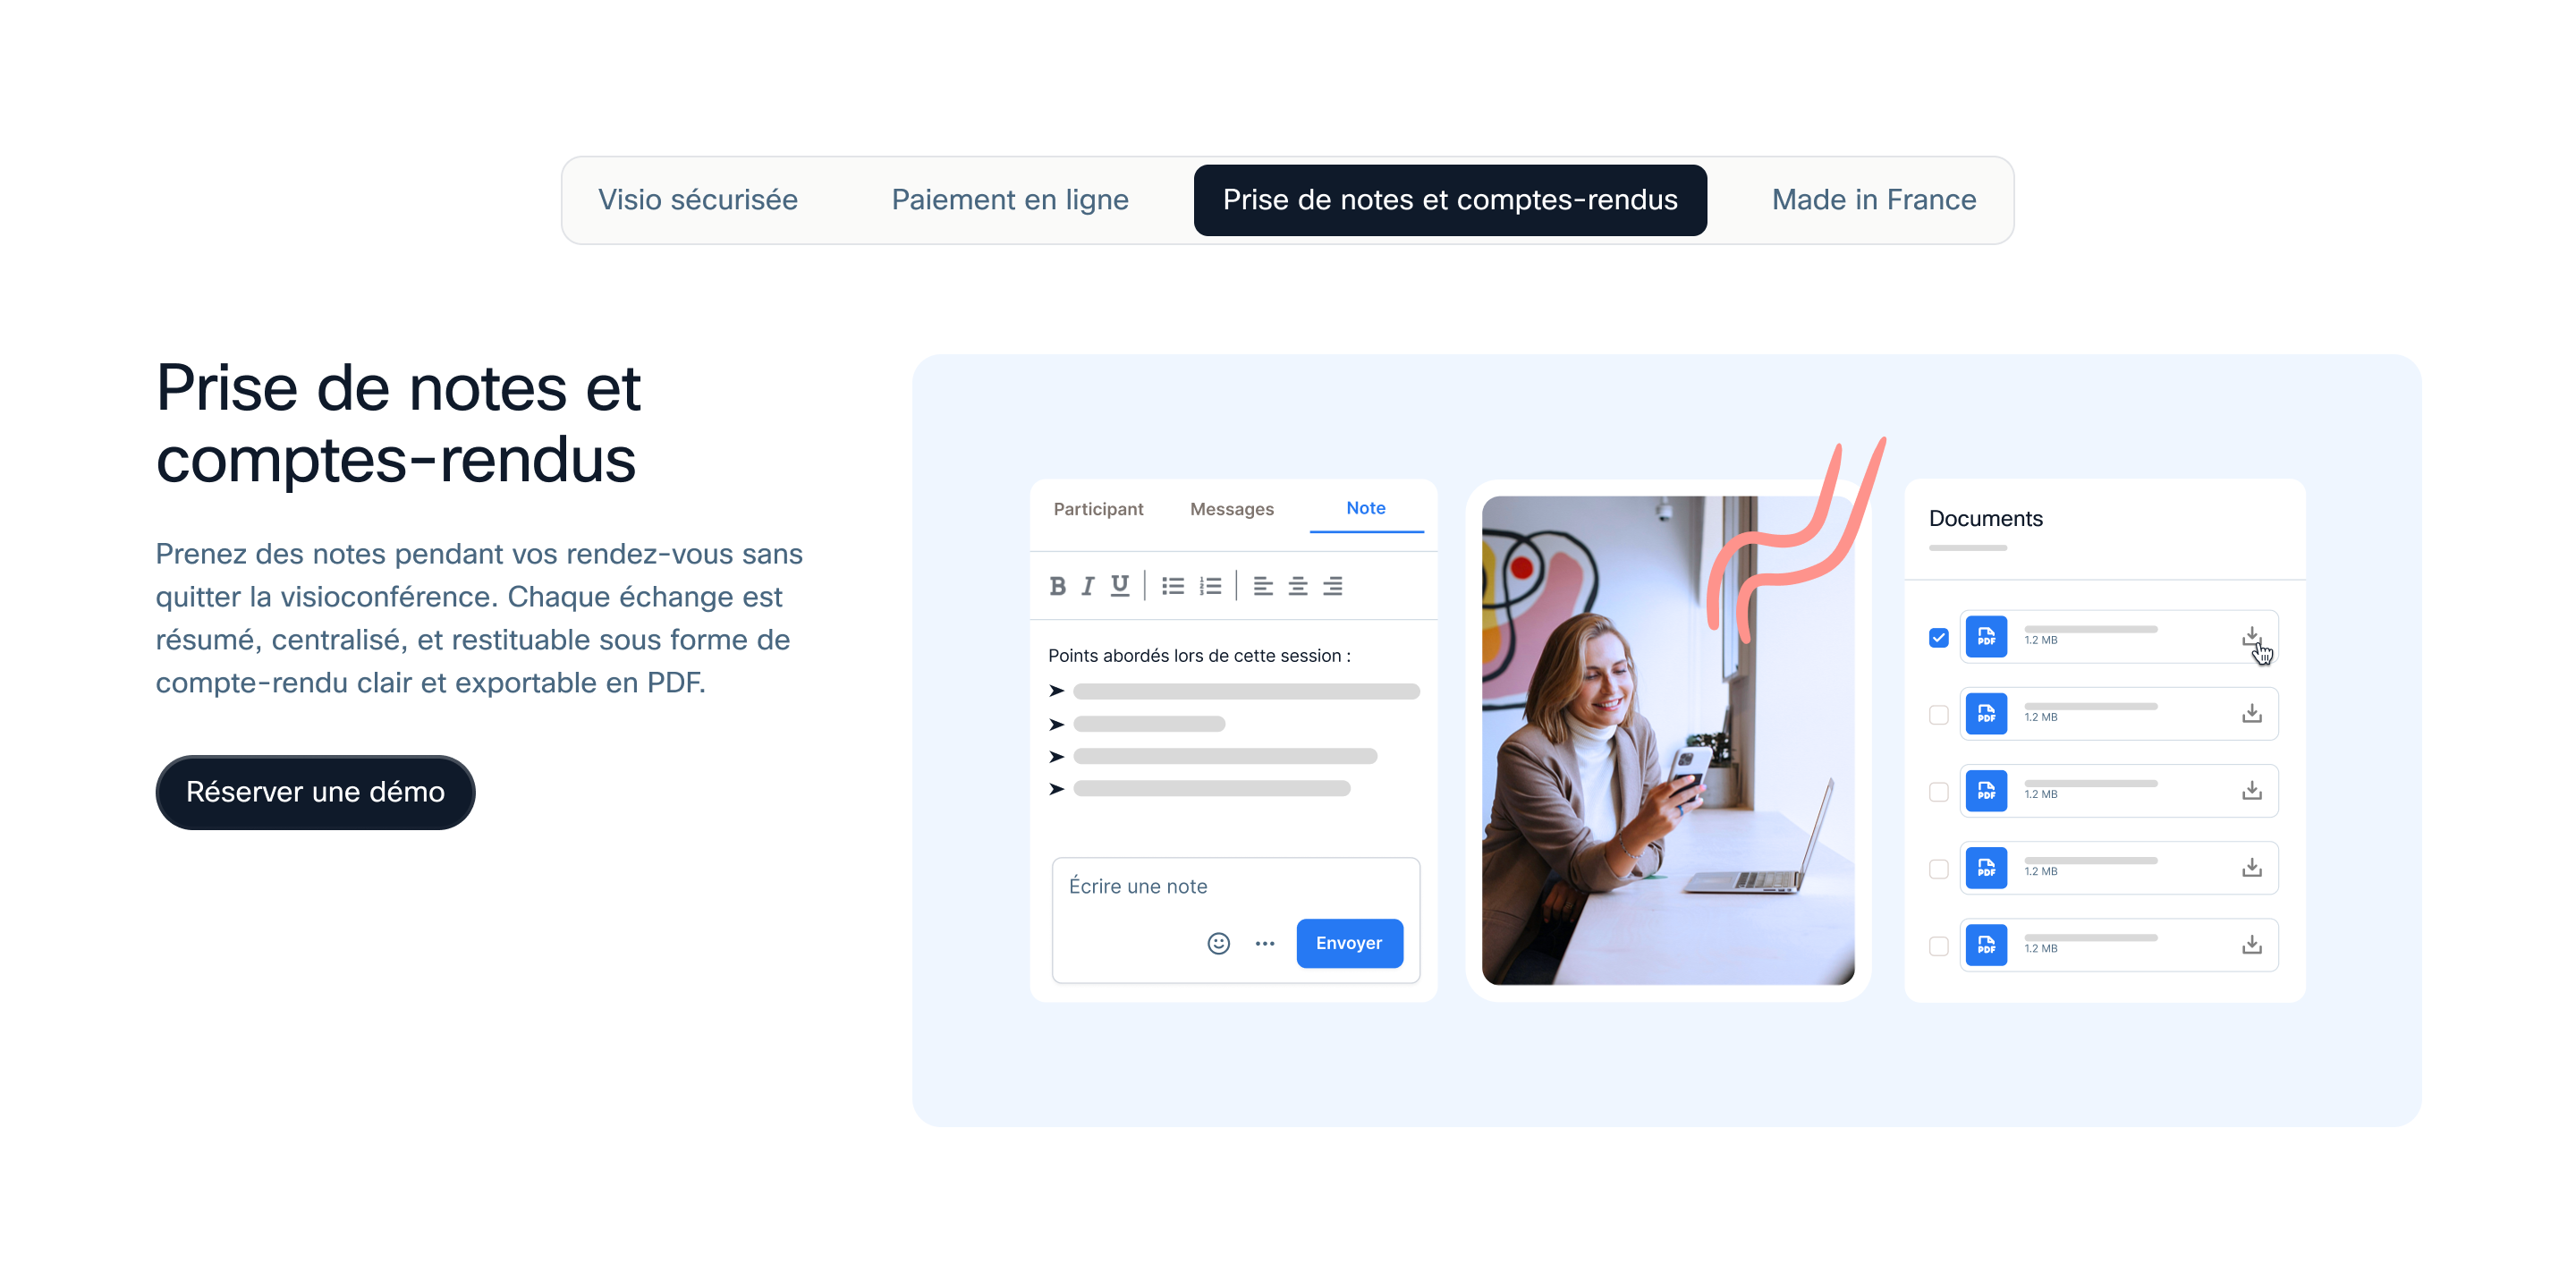 Visio sécurisée
Paiement en ligne
Prise de notes et comptes-rendus
Made in France
Prise de notes et
comptes-rendus
Prenez des notes pendant vos rendez-vous sans
quitter la visioconférence. Chaque échange est
résumé, centralisé, et restituable sous forme de
compte-rendu clair et exportable en PDF.
Réserver une démo
Participant
Messages
Note
B I U
Points abordés lors de cette session :
Écrire une note
Envoyer
Documents
PDF
1.2 MB
PDF
1.2 MB
PDF
1.2 MB
PDF
1.2 MB
PDF
1.2 MB